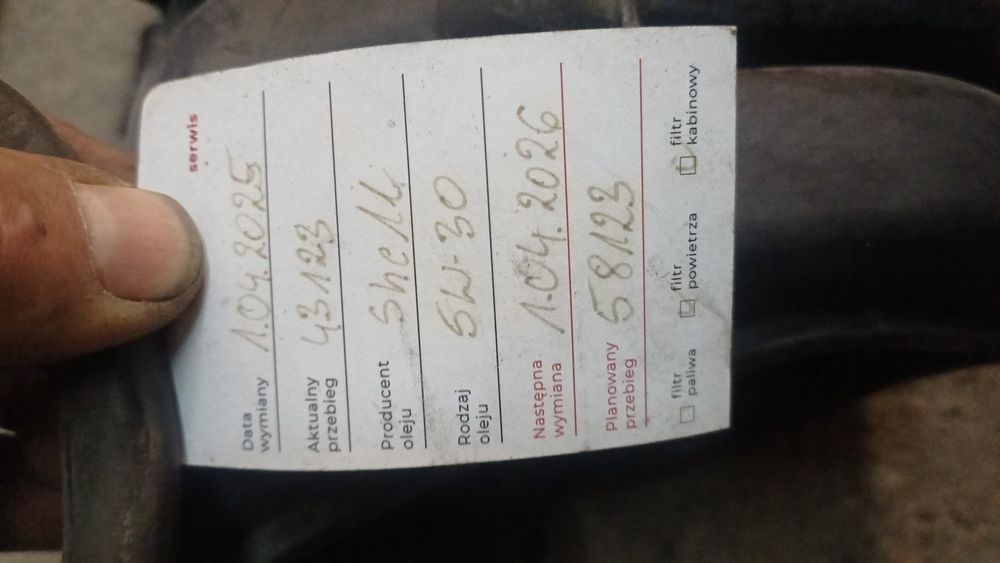 serwis
Data wymiany 1.04.2025
Aktualny przebieg 43123
Producent oleju Shell
Rodzaj oleju 5W-30
Następna wymiana 1.04.2026
Planowany przebieg 58123
filtr paliwa filtr powietrza filtr kabinowy